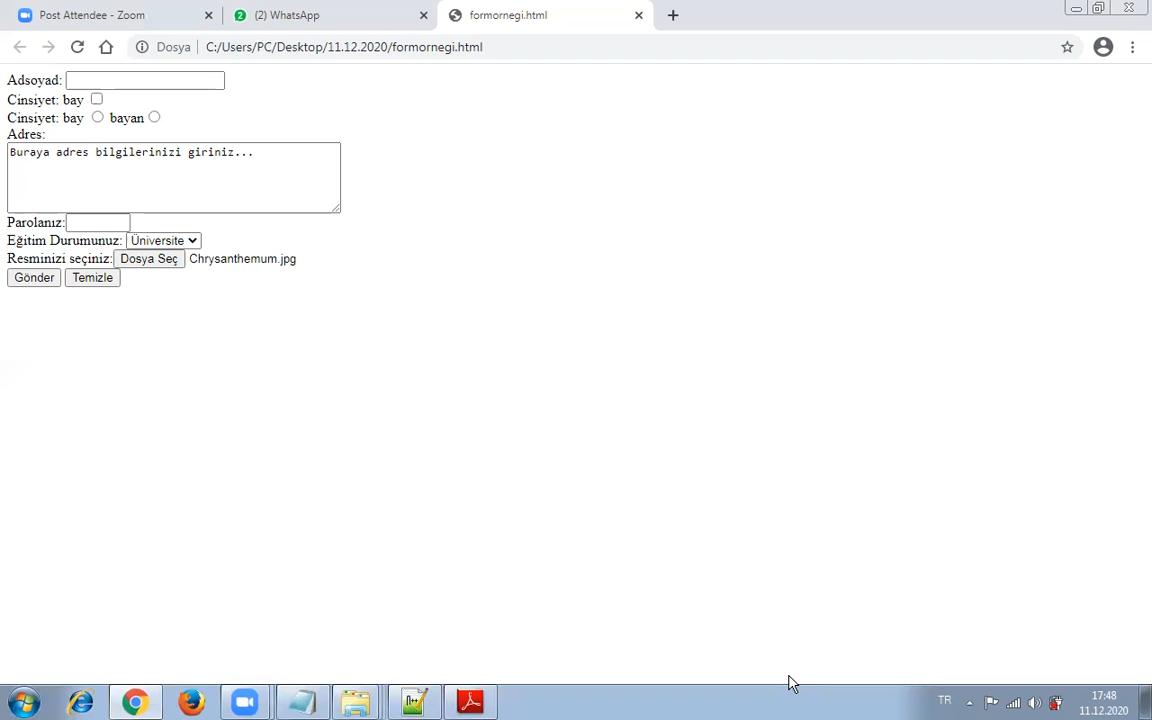 Post Attendee - Zoom
2 (2) WhatsApp
formornegi.html
Dosya C:/Users/PC/Desktop/11.12.2020/formornegi.html
Adsoyad:
Cinsiyet: bay
Cinsiyet: bay bayan
Adres:
Buraya adres bilgilerinizi giriniz...
Parolanız:
Eğitim Durumunuz: Üniversite
Resminizi seçiniz: Dosya Seç Chrysanthemum.jpg
Gönder Temizle
TR
17:48
11.12.2020